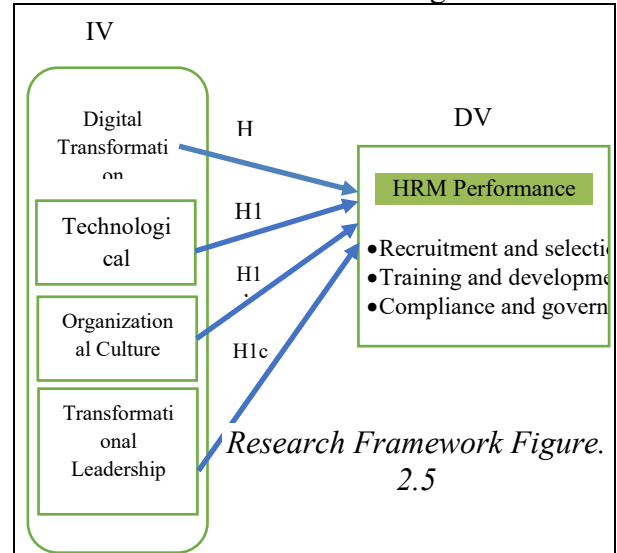 IV
Digital
Transformati
on
Technologi
cal
Organization
al Culture
Transformati
onal
Leadership
H
H1
H1
H1c
DV
HRM Performance
•Recruitment and selecti
•Training and developme
•Compliance and govern
Research Framework Figure.
2.5